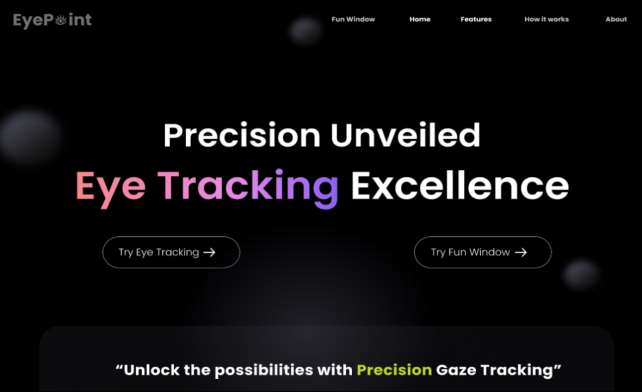 EyePoint
Fun Window Home Features How it works About
Precision Unveiled
Eye Tracking Excellence
Try Eye Tracking →
Try Fun Window →
“Unlock the possibilities with Precision Gaze Tracking”